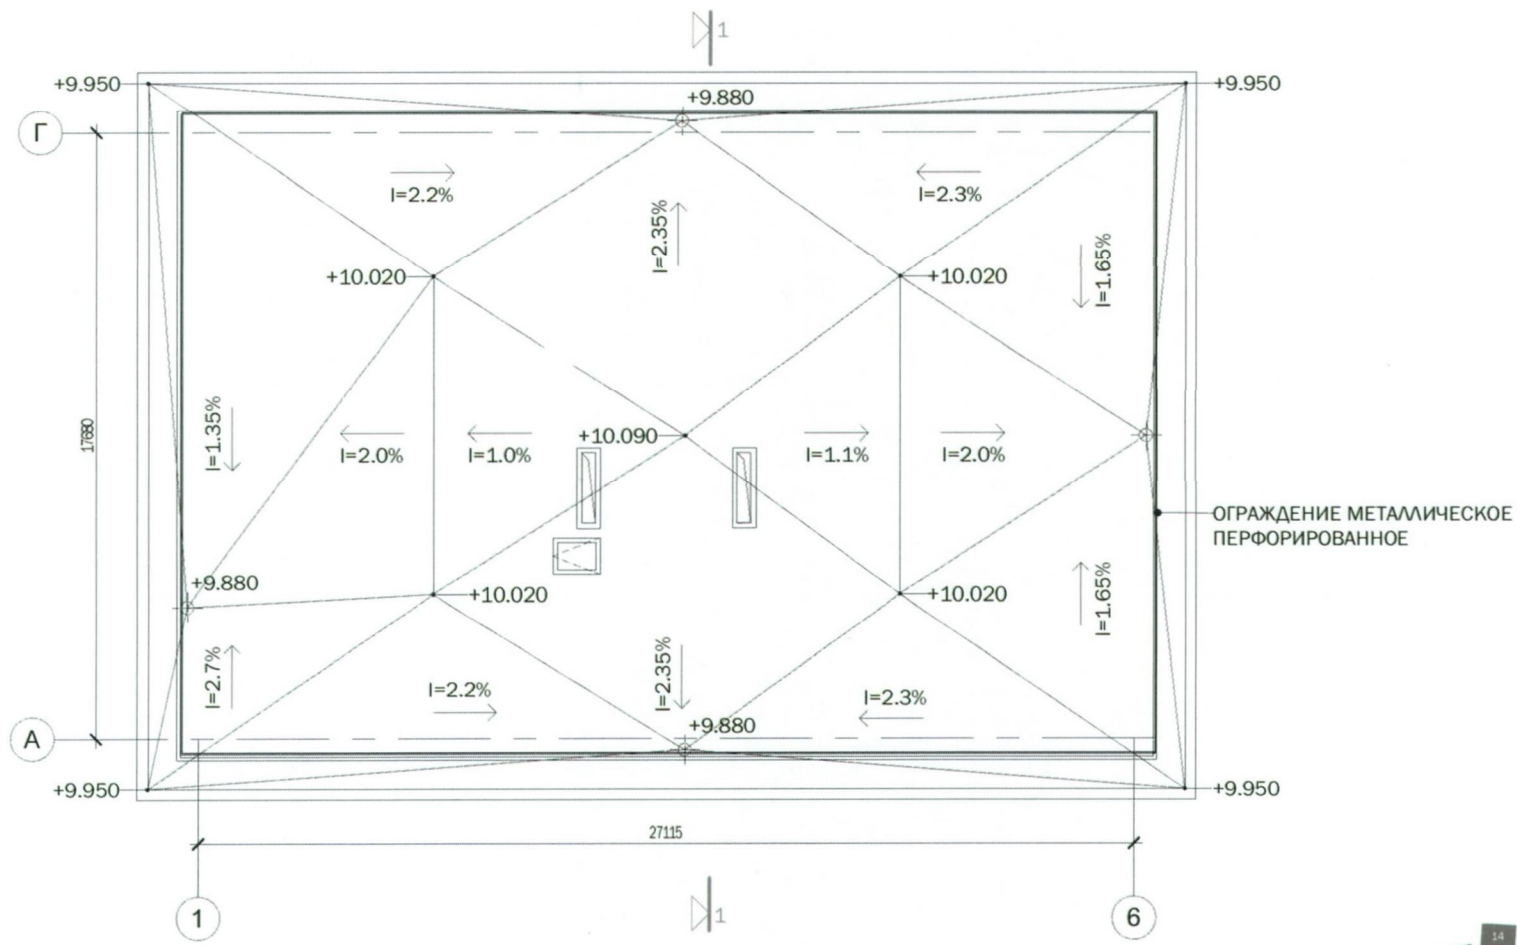 1
+9.950
+9.880
+9.950
Г
I=2.2%
I=2.3%
I=2.35%
I=1.65%
+10.020
+10.020
17680
I=1.35%
+10.090
I=2.0%
I=1.0%
I=1.1%
I=2.0%
ОГРАЖДЕНИЕ МЕТАЛЛИЧЕСКОЕ
ПЕРФОРИРОВАННОЕ
+9.880
+10.020
+10.020
I=1.65%
I=2.7%
I=2.2%
I=2.35%
I=2.3%
+9.880
А
+9.950
+9.950
27115
1
6
1
14